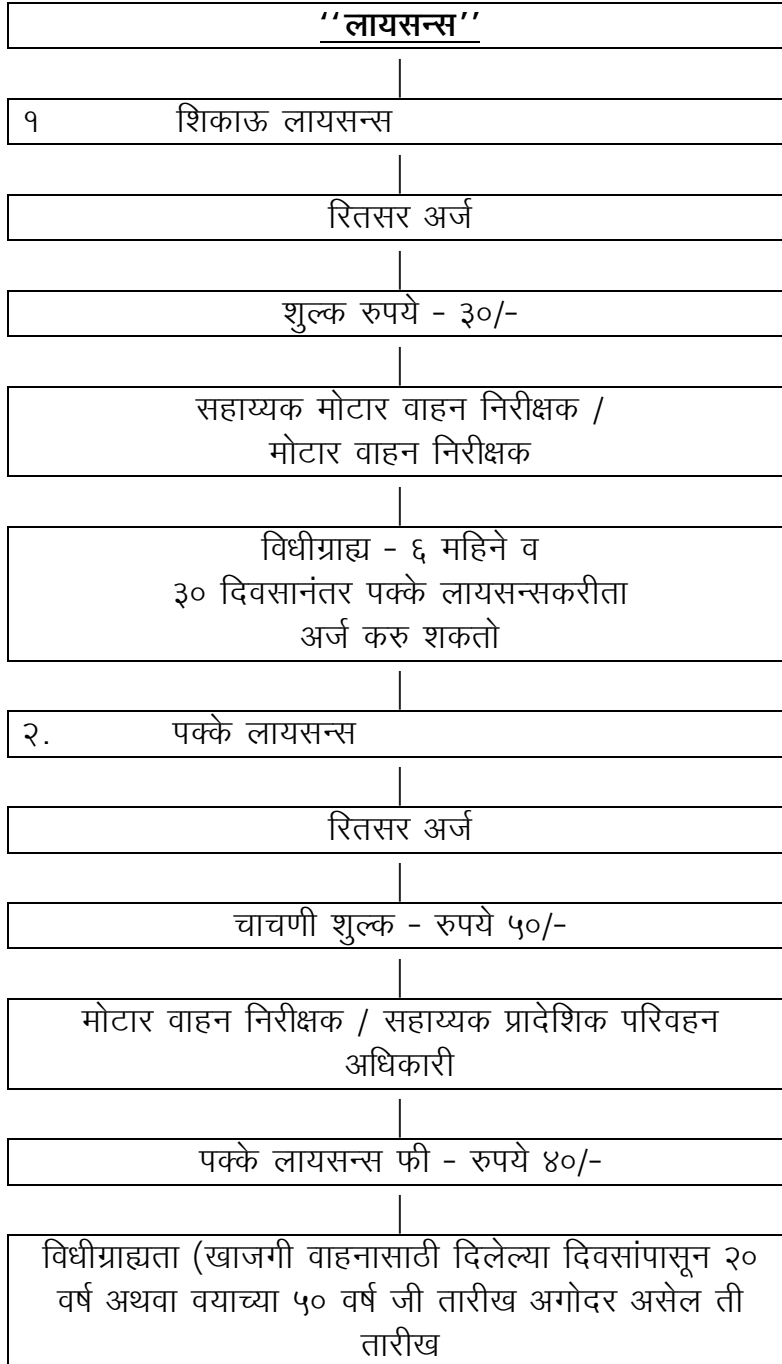 ‘‘लायसन्स’’
१ शिकाऊ लायसन्स
रितसर अर्ज
शुल्क रुपये - ३०/-
सहाय्यक मोटार वाहन निरीक्षक /
मोटार वाहन निरीक्षक
विधीग्राह्य - ६ महिने व
३० दिवसानंतर पक्के लायसन्सकरीता
अर्ज करु शकतो
२. पक्के लायसन्स
रितसर अर्ज
चाचणी शुल्क - रुपये ५०/-
मोटार वाहन निरीक्षक / सहाय्यक प्रादेशिक परिवहन
अधिकारी
पक्के लायसन्स फी - रुपये ४०/-
विधीग्राह्यता (खाजगी वाहनासाठी दिलेल्या दिवसांपासून २०
वर्ष अथवा वयाच्या ५० वर्ष जी तारीख अगोदर असेल ती
तारीख